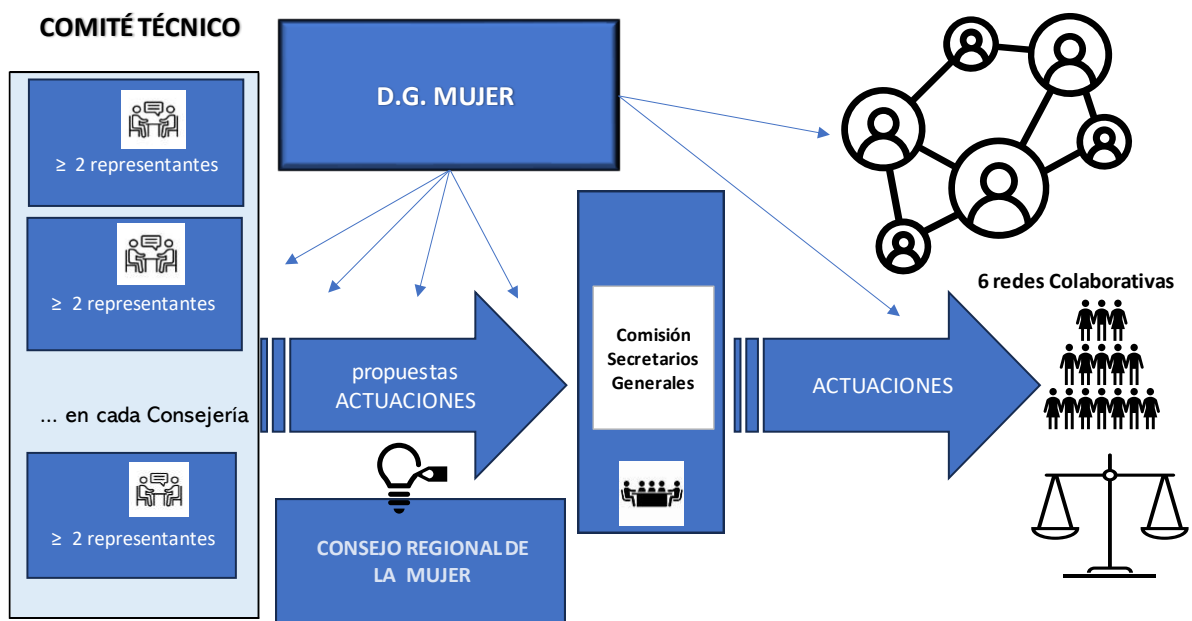 COMITÉ TÉCNICO
≥ 2 representantes
≥ 2 representantes
... en cada Consejería
≥ 2 representantes
D.G. MUJER
propuestas
ACTUACIONES
CONSEJO REGIONAL DE
LA MUJER
Comisión
Secretarios
Generales
ACTUACIONES
6 redes Colaborativas